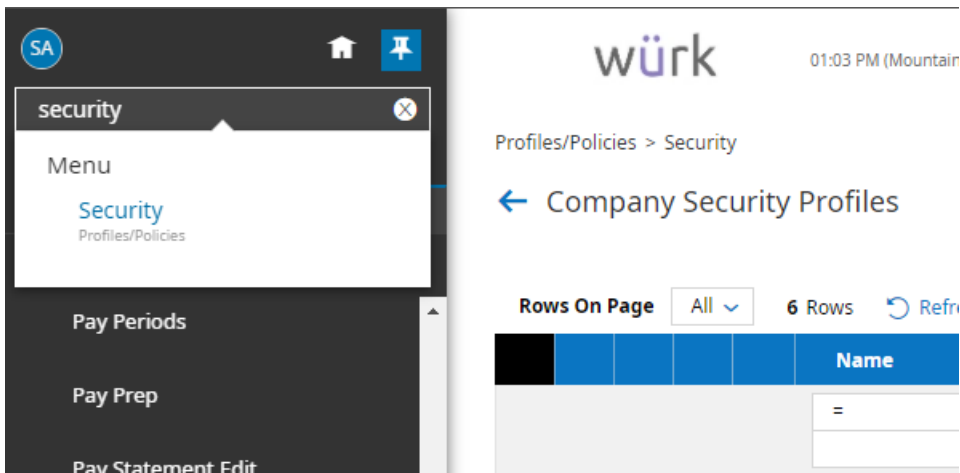 SA
security
Menu
Security
Profiles/Policies
Pay Periods
Pay Prep
Pay Statement Edit
würk
01:03 PM (Mountain
Profiles/Policies > Security
Company Security Profiles
Rows On Page All 6 Rows Refre
Name
=